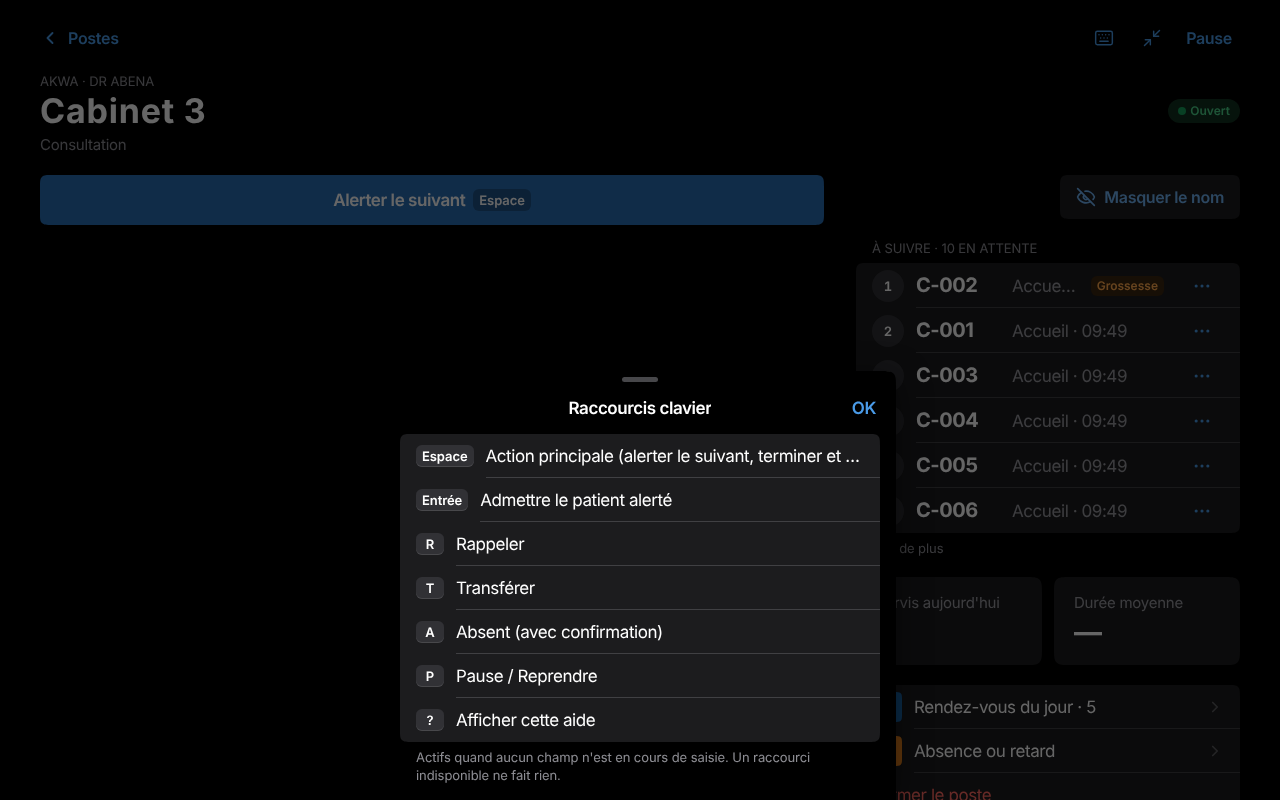 Postes
Pause
AKWA · DR ABENA
Cabinet 3
Ouvert
Consultation
Alerter le suivant Espace
Masquer le nom
À SUIVRE · 10 EN ATTENTE
1 C-002 Accue... Grossesse
2 C-001 Accueil · 09:49
C-003 Accueil · 09:49
C-004 Accueil · 09:49
C-005 Accueil · 09:49
C-006 Accueil · 09:49
de plus
aujourd'hui
Durée moyenne
—
Rendez-vous du jour · 5
Absence ou retard
le poste
Raccourcis clavier
OK
Espace Action principale (alerter le suivant, terminer et ...
Entrée Admettre le patient alerté
R Rappeler
T Transférer
A Absent (avec confirmation)
P Pause / Reprendre
? Afficher cette aide
Actifs quand aucun champ n'est en cours de saisie. Un raccourci
indisponible ne fait rien.